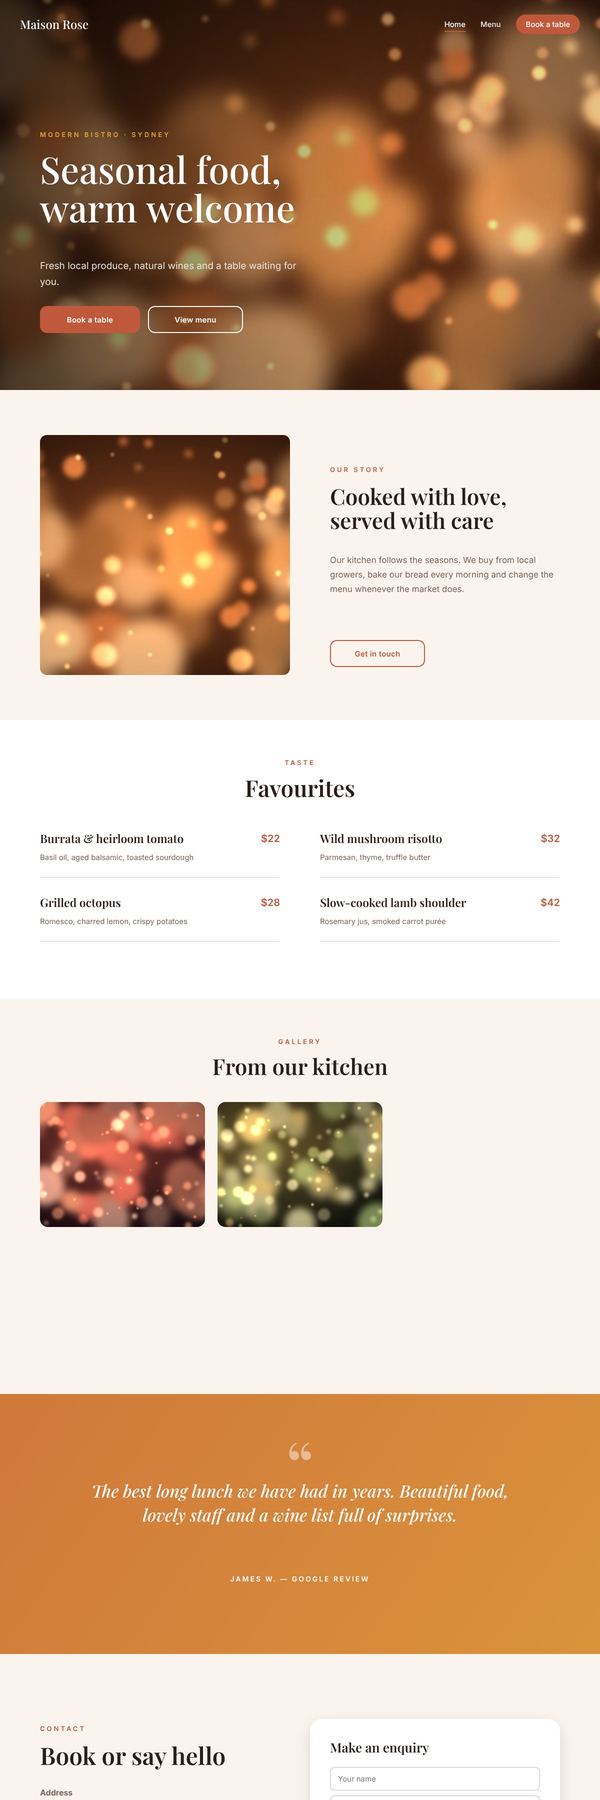 Maison Rose
Home
Menu
Book a table
MODERN BISTRO · SYDNEY
Seasonal food,
warm welcome
Fresh local produce, natural wines and a table waiting for
you.
Book a table
View menu
OUR STORY
Cooked with love,
served with care
Our kitchen follows the seasons. We buy from local
growers, bake our bread every morning and change the
menu whenever the market does.
Get in touch
TASTE
Favourites
Burrata & heirloom tomato
$22
Basil oil, aged balsamic, toasted sourdough
Wild mushroom risotto
$32
Parmesan, thyme, truffle butter
Grilled octopus
$28
Romesco, charred lemon, crispy potatoes
Slow-cooked lamb shoulder
$42
Rosemary jus, smoked carrot purée
GALLERY
From our kitchen
“
The best long lunch we have had in years. Beautiful food,
lovely staff and a wine list full of surprises.
JAMES W. — GOOGLE REVIEW
CONTACT
Book or say hello
Address
Make an enquiry
Your name